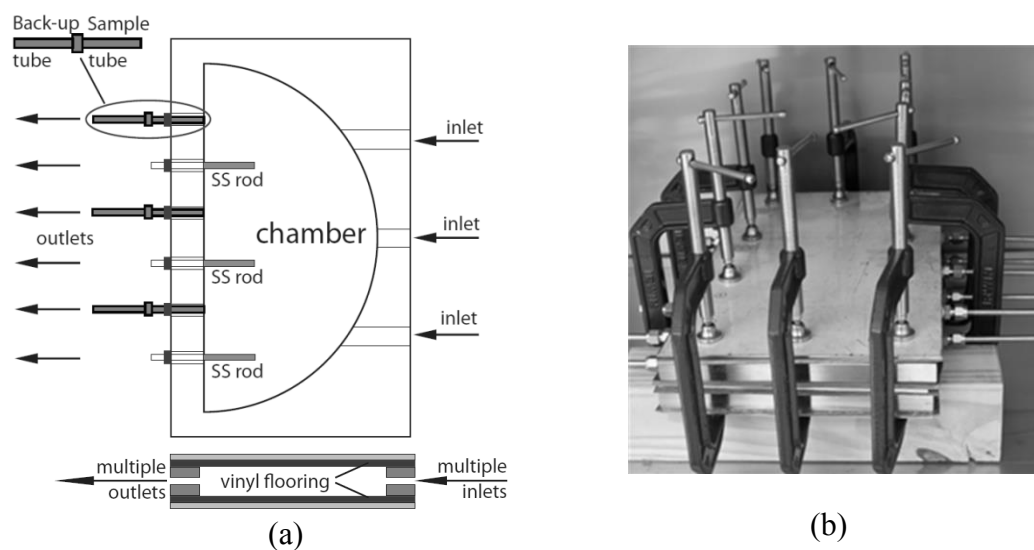 Back-up Sample
tube tube
inlet
SS rod
outlets
chamber
inlet
SS rod
inlet
SS rod
multiple
outlets
vinyl flooring
multiple
inlets
(a)
(b)